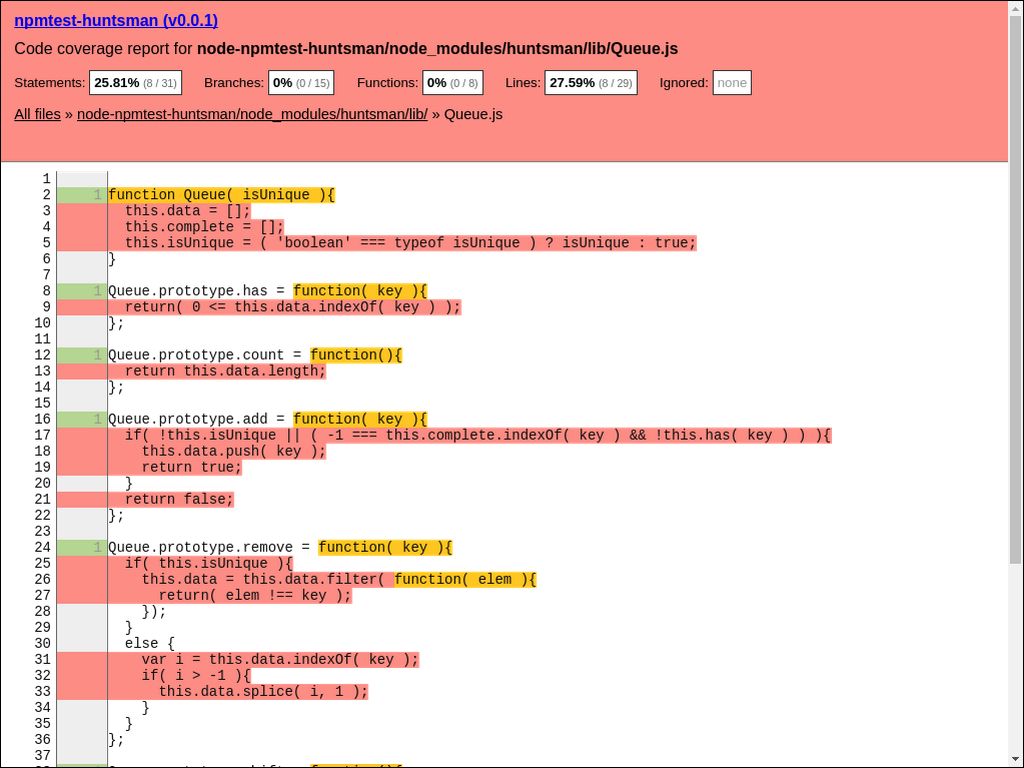 npmtest-huntsman (v0.0.1)
Code coverage report for node-npmtest-huntsman/node_modules/huntsman/lib/Queue.js
Statements: 25.81% (8 / 31) Branches: 0% (0 / 15) Functions: 0% (0 / 8) Lines: 27.59% (8 / 29) Ignored: none
All files » node-npmtest-huntsman/node_modules/huntsman/lib/ » Queue.js
1
2 1 function Queue( isUnique ){
3   this.data = [];
4   this.complete = [];
5   this.isUnique = ( 'boolean' === typeof isUnique ) ? isUnique : true;
6 }
7
8 1 Queue.prototype.has = function( key ){
9   return( 0 <= this.data.indexOf( key ) );
10 };
11
12 1 Queue.prototype.count = function(){
13   return this.data.length;
14 };
15
16 1 Queue.prototype.add = function( key ){
17   if( !this.isUnique || ( -1 === this.complete.indexOf( key ) && !this.has( key ) ) ){
18     this.data.push( key );
19     return true;
20   }
21   return false;
22 };
23
24 1 Queue.prototype.remove = function( key ){
25   if( this.isUnique ){
26     this.data = this.data.filter( function( elem ){
27       return( elem !== key );
28     });
29   }
30   else {
31     var i = this.data.indexOf( key );
32     if( i > -1 ){
33       this.data.splice( i, 1 );
34     }
35   }
36 };
37